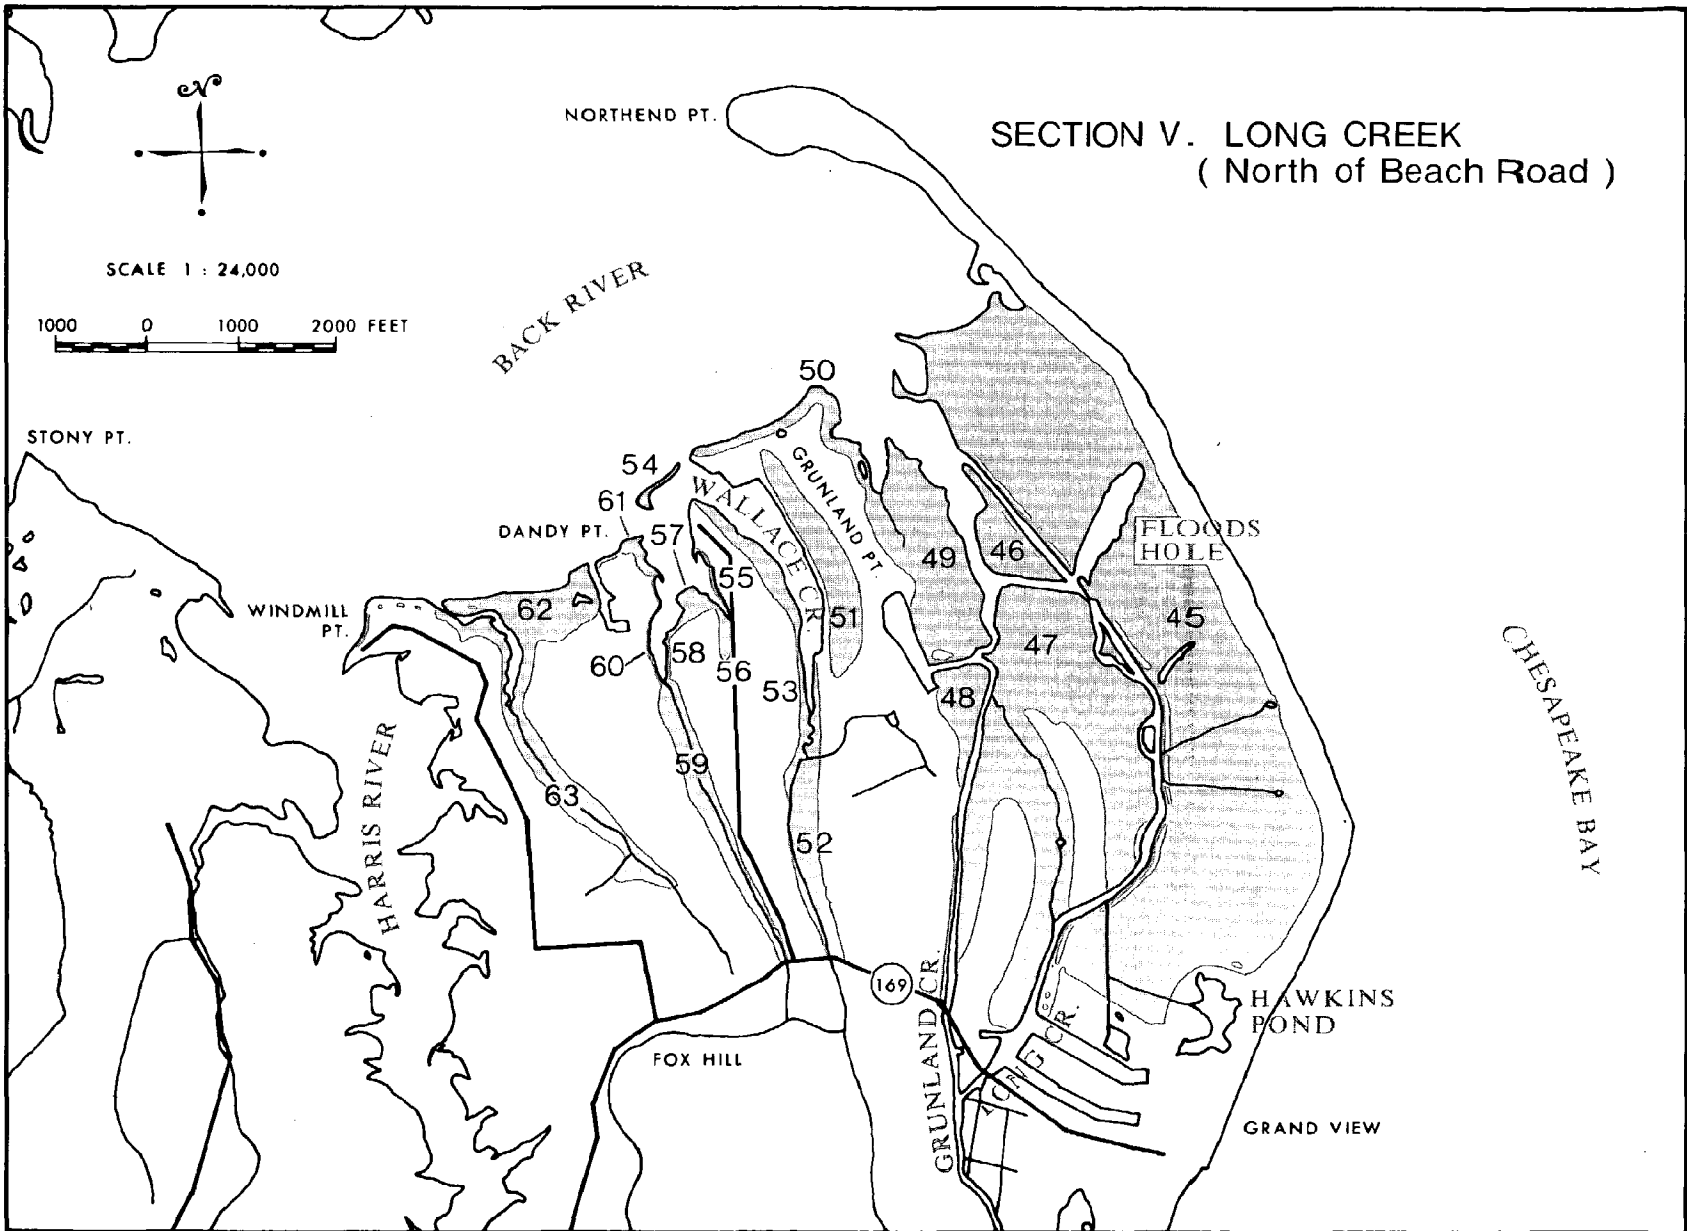 NORTHEND PT.
SECTION V. LONG CREEK
( North of Beach Road )
N
SCALE 1 : 24,000
1000 0 1000 2000 FEET
BACK RIVER
STONY PT.
50
54
GRUNLAND PT.
WALLACE CR.
61
DANDY PT.
57
FLOODS
HOLE
49
46
55
WINDMILL
PT.
62
51
45
47
CHESAPEAKE BAY
60
58
56
53
48
HARRIS RIVER
59
63
52
169
GRUNLAND CR.
HAWKINS
POND
LONG CR.
FOX HILL
GRUNLAND
GRAND VIEW